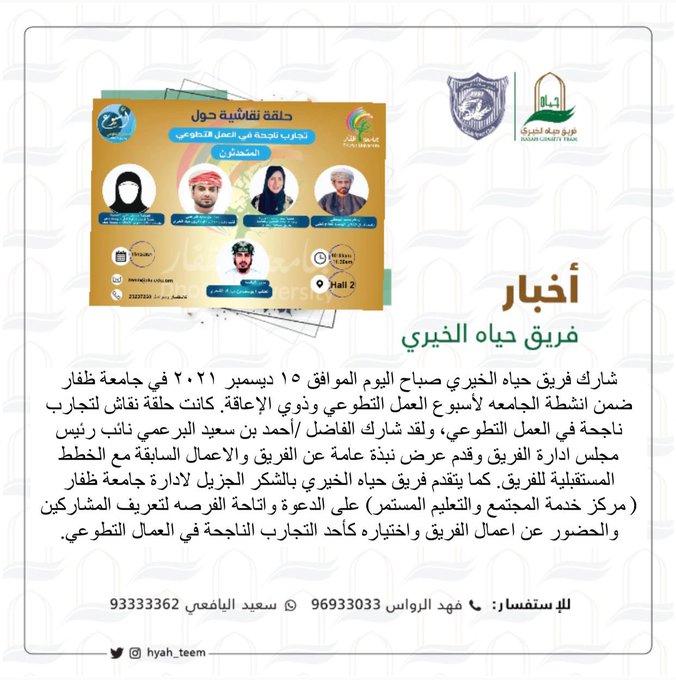 حياه
فريق حياه الخيري
HAYAH CHARITY TEAM
حلقة نقاشية حول
تجارب ناجحة في العمل التطوعي
المتحدثون
أسبوع
Hall 2
أخبار
فريق حياه الخيري
شارك فريق حياه الخيري صباح اليوم الموافق ١٥ ديسمبر ٢٠٢١ في جامعة ظفار
ضمن انشطة الجامعه لأسبوع العمل التطوعي وذوي الإعاقة. كانت حلقة نقاش لتجارب
ناجحة في العمل التطوعي، ولقد شارك الفاضل /أحمد بن سعيد البرعمي نائب رئيس
مجلس ادارة الفريق وقدم عرض نبذة عامة عن الفريق والاعمال السابقة مع الخطط
المستقبلية للفريق. كما يتقدم فريق حياه الخيري بالشكر الجزيل لادارة جامعة ظفار
( مركز خدمة المجتمع والتعليم المستمر) على الدعوة واتاحة الفرصه لتعريف المشاركين
والحضور عن اعمال الفريق واختياره كأحد التجارب الناجحة في العمال التطوعي.
للإستفسار: فهد الرواس 96933033 سعيد اليافعي 93333362
hyah_teem